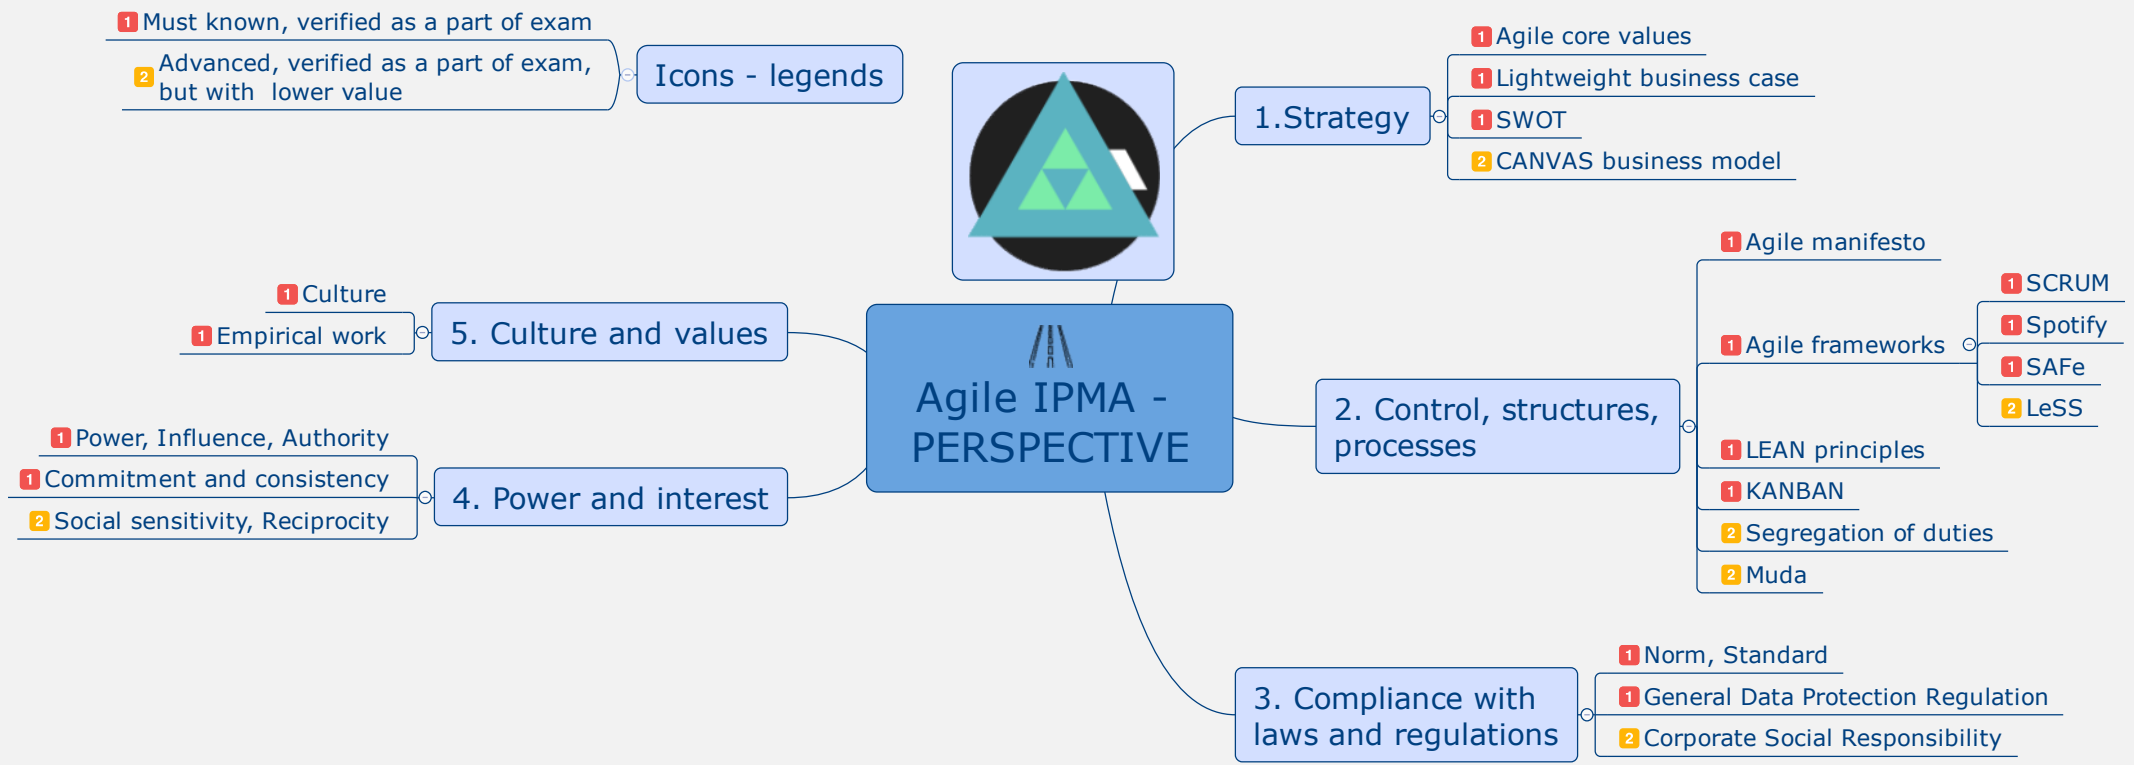 1 Must known, verified as a part of exam
2 Advanced, verified as a part of exam,
but with  lower value
Icons - legends
1.Strategy
1 Agile core values
1 Lightweight business case
1 SWOT
2 CANVAS business model
Agile IPMA -
PERSPECTIVE
2. Control, structures,
processes
1 Agile manifesto
1 Agile frameworks
1 SCRUM
1 Spotify
1 SAFe
2 LeSS
1 LEAN principles
1 KANBAN
2 Segregation of duties
2 Muda
3. Compliance with
laws and regulations
1 Norm, Standard
1 General Data Protection Regulation
2 Corporate Social Responsibility
4. Power and interest
1 Power, Influence, Authority
1 Commitment and consistency
2 Social sensitivity, Reciprocity
5. Culture and values
1 Culture
1 Empirical work